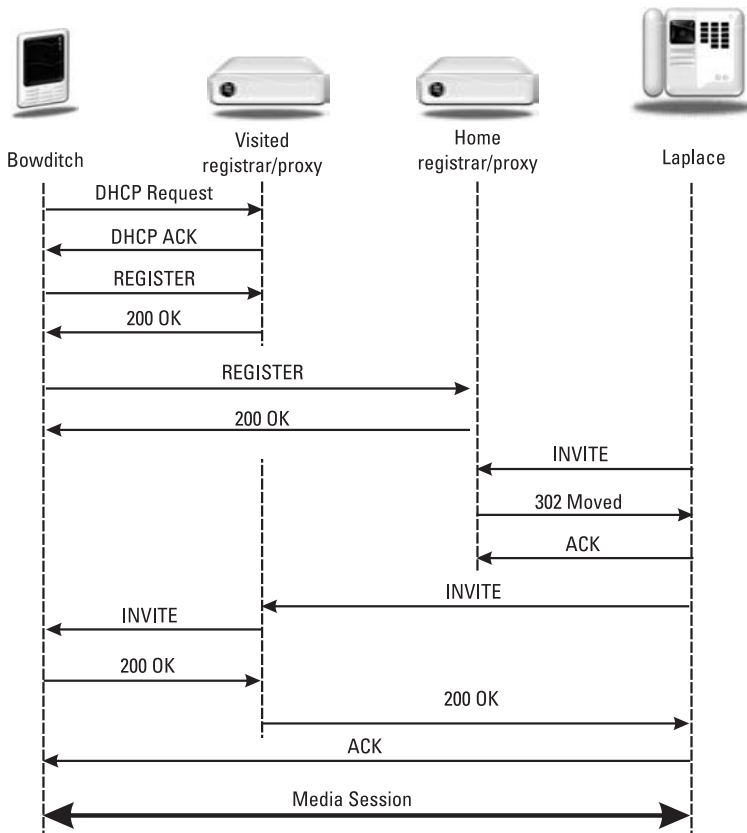 Bowditch
Visited
registrar/proxy
Home
registrar/proxy
Laplace
DHCP Request
DHCP ACK
REGISTER
200 OK
REGISTER
200 OK
INVITE
302 Moved
ACK
INVITE
INVITE
200 OK
200 OK
ACK
Media Session